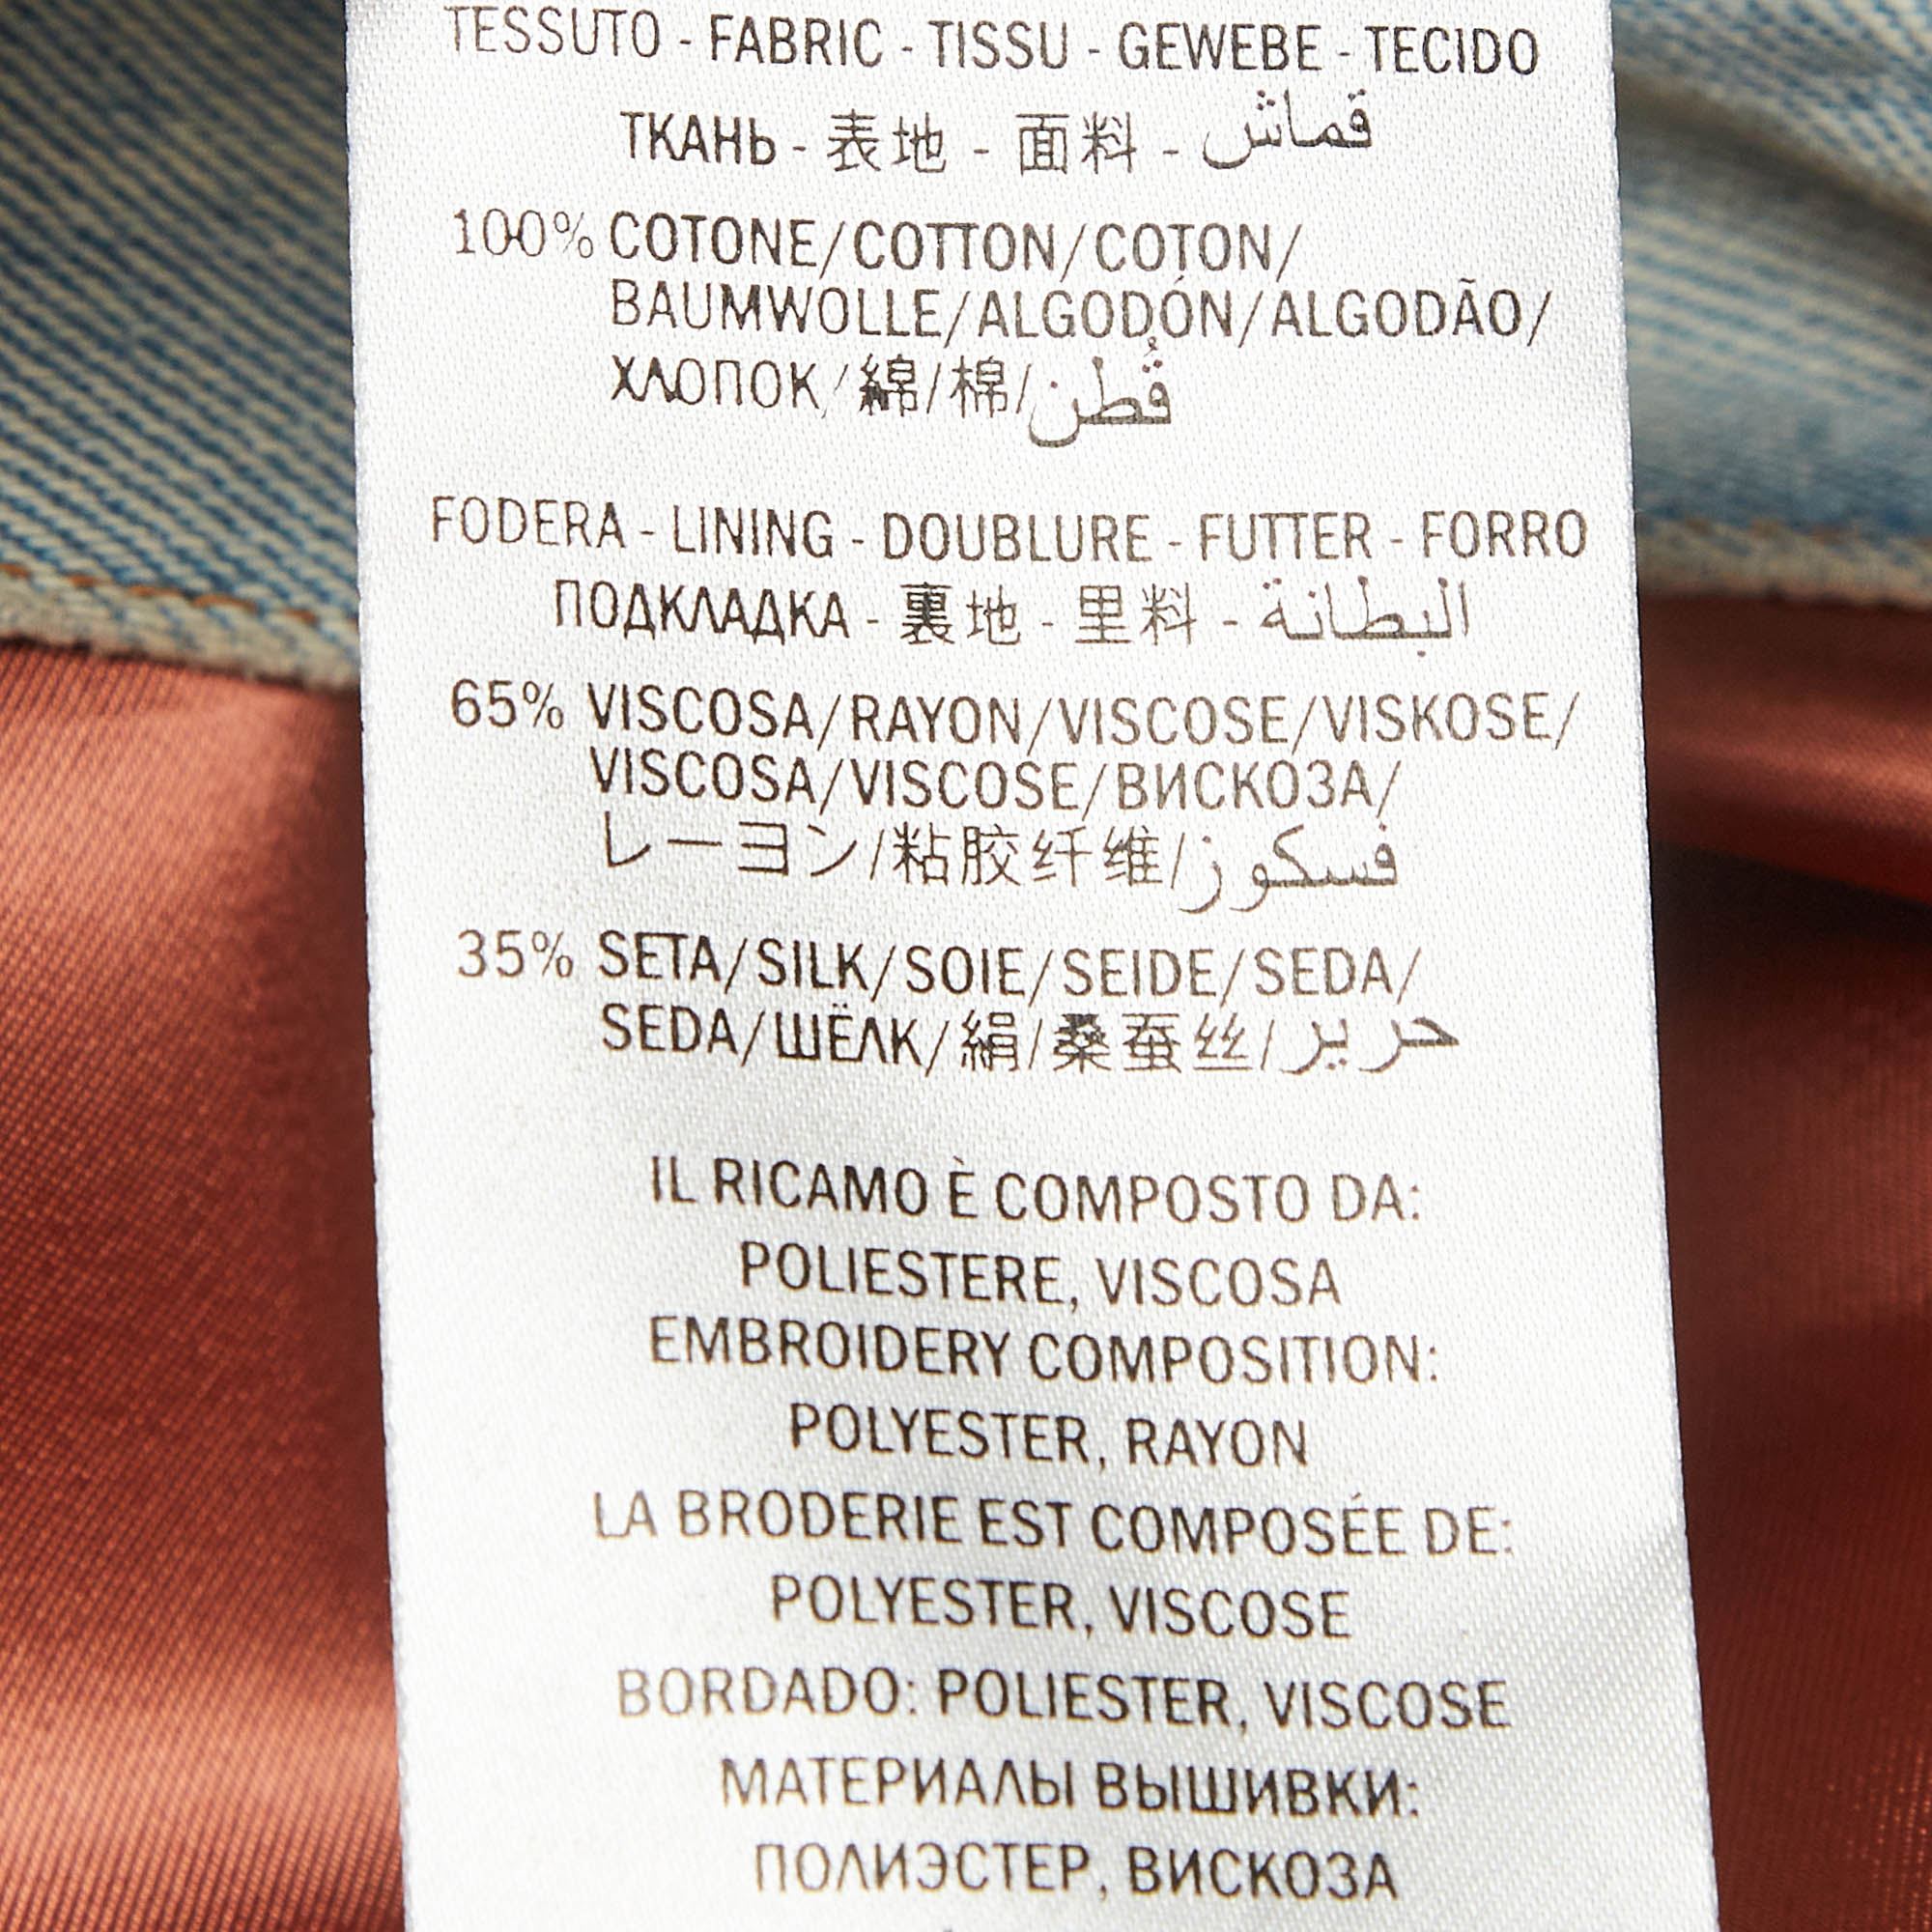 TESSUTO - FABRIC - TISSU - GEWEBE - TECIDO
ТКАНЬ - 表地 - 面料 - قماش
100% COTONE/COTTON/COTON/
BAUMWOLLE/ALGODÓN/ALGODÃO/
ХЛОПОК/綿/棉/قُطن
FODERA - LINING - DOUBLURE - FUTTER - FORRO
ПОДКЛАДКА - 裏地 - 里料 - البطانة
65% VISCOSA/RAYON/VISCOSE/VISKOSE/
VISCOSA/VISCOSE/ВИСКОЗА/
レーヨン/粘胶纤维/فسكوز
35% SETA/SILK/SOIE/SEIDE/SEDA/
SEDA/ШЁЛК/絹/桑蚕丝/حرير
IL RICAMO È COMPOSTO DA:
POLIESTERE, VISCOSA
EMBROIDERY COMPOSITION:
POLYESTER, RAYON
LA BRODERIE EST COMPOSÉE DE:
POLYESTER, VISCOSE
BORDADO: POLIESTER, VISCOSE
МАТЕРИАЛЫ ВЫШИВКИ:
ПОЛИЭСТЕР, ВИСКОЗА